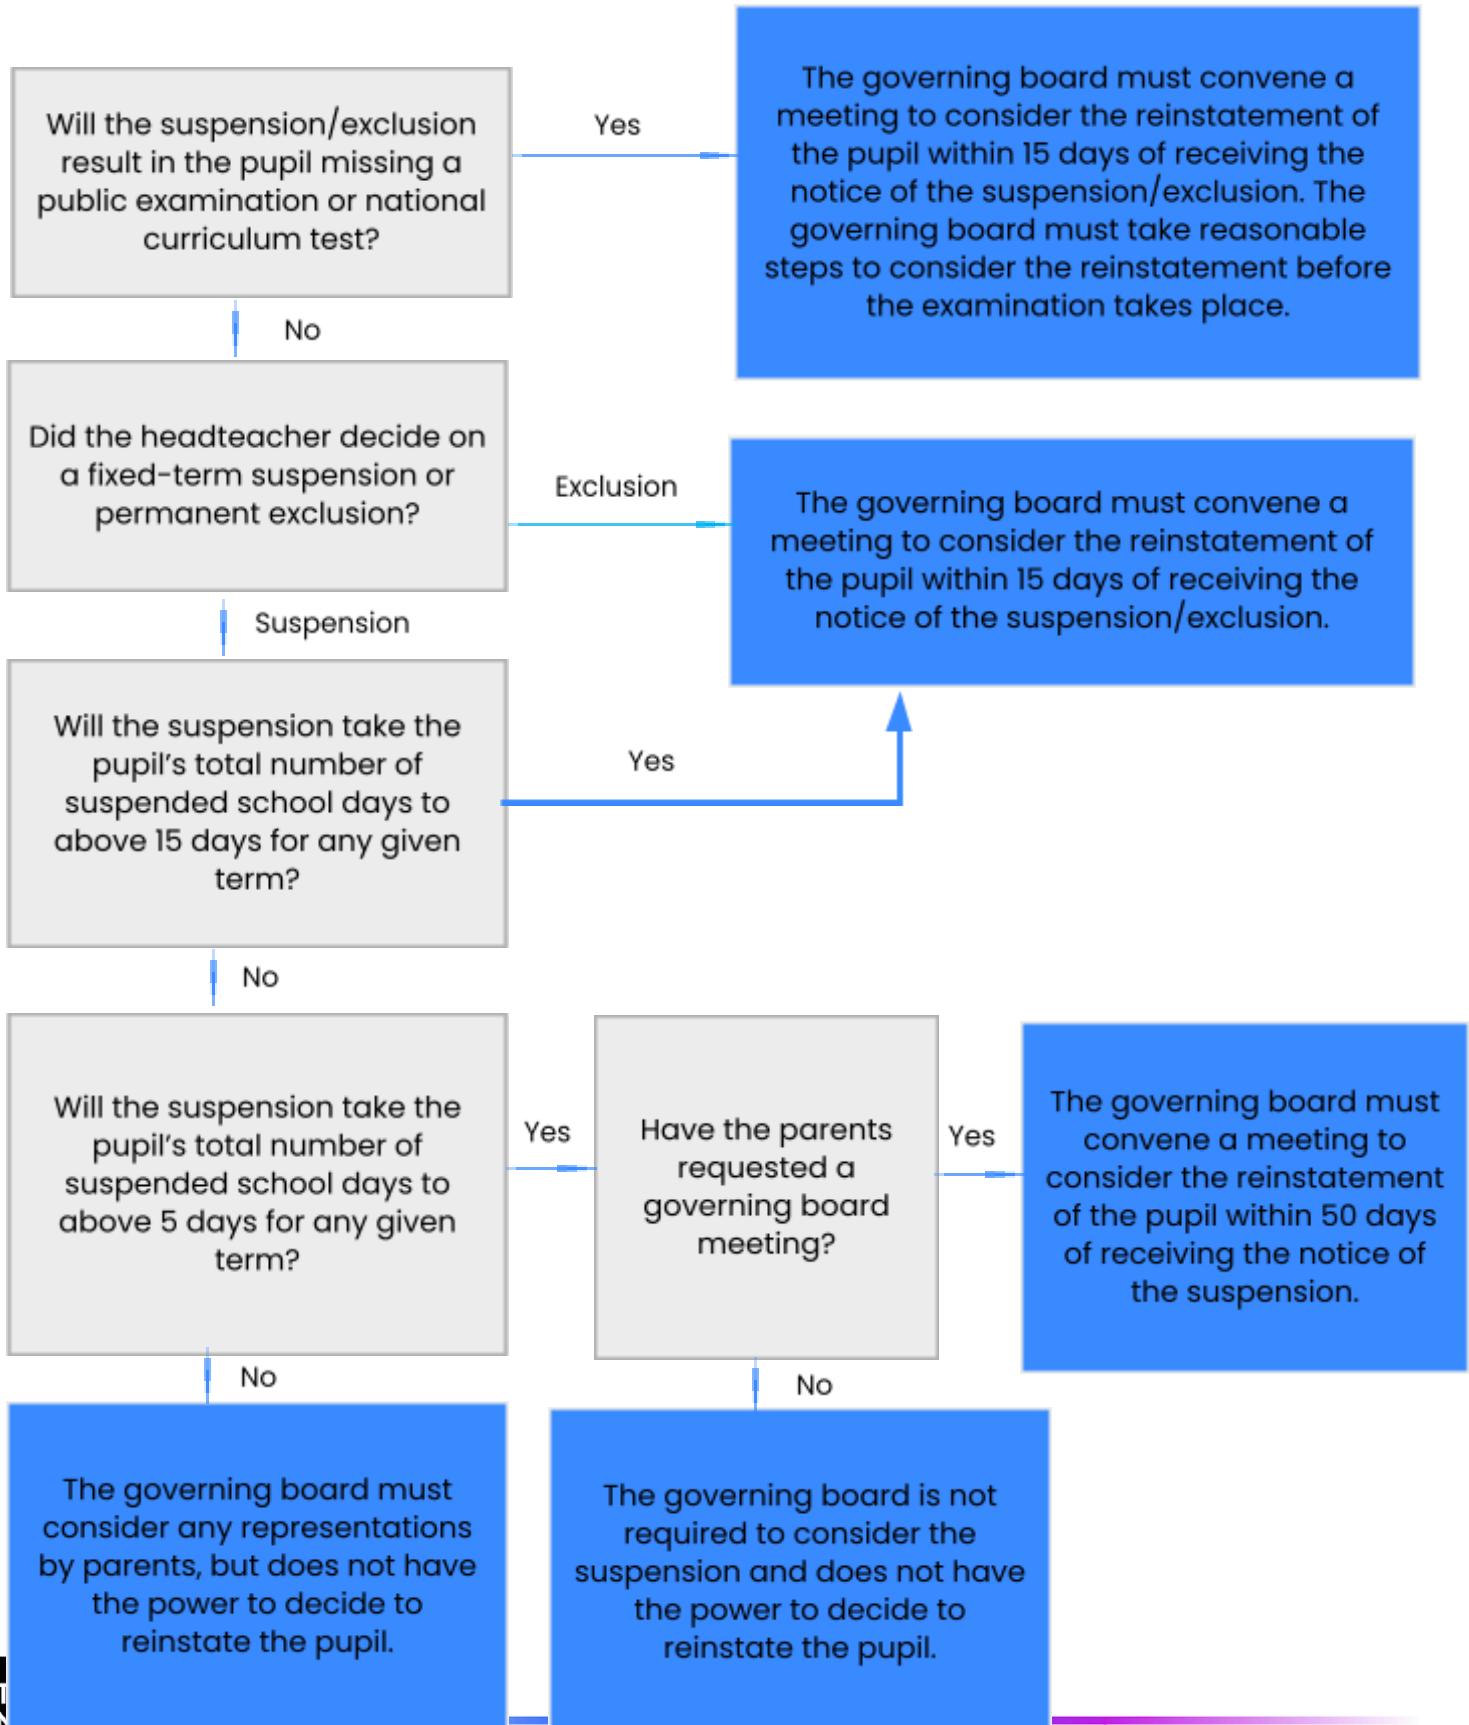 Will the suspension/exclusion
result in the pupil missing a
public examination or national
curriculum test?
Yes
The governing board must convene a
meeting to consider the reinstatement of
the pupil within 15 days of receiving the
notice of the suspension/exclusion. The
governing board must take reasonable
steps to consider the reinstatement before
the examination takes place.
No
Did the headteacher decide on
a fixed-term suspension or
permanent exclusion?
Exclusion
The governing board must convene a
meeting to consider the reinstatement of
the pupil within 15 days of receiving the
notice of the suspension/exclusion.
Suspension
Will the suspension take the
pupil's total number of
suspended school days to
above 15 days for any given
term?
Yes
No
Will the suspension take the
pupil's total number of
suspended school days to
above 5 days for any given
term?
Yes
Have the parents
requested a
governing board
meeting?
Yes
The governing board must
convene a meeting to
consider the reinstatement
of the pupil within 50 days
of receiving the notice of
the suspension.
No
No
The governing board must
consider any representations
by parents, but does not have
the power to decide to
reinstate the pupil.
The governing board is not
required to consider the
suspension and does not have
the power to decide to
reinstate the pupil.